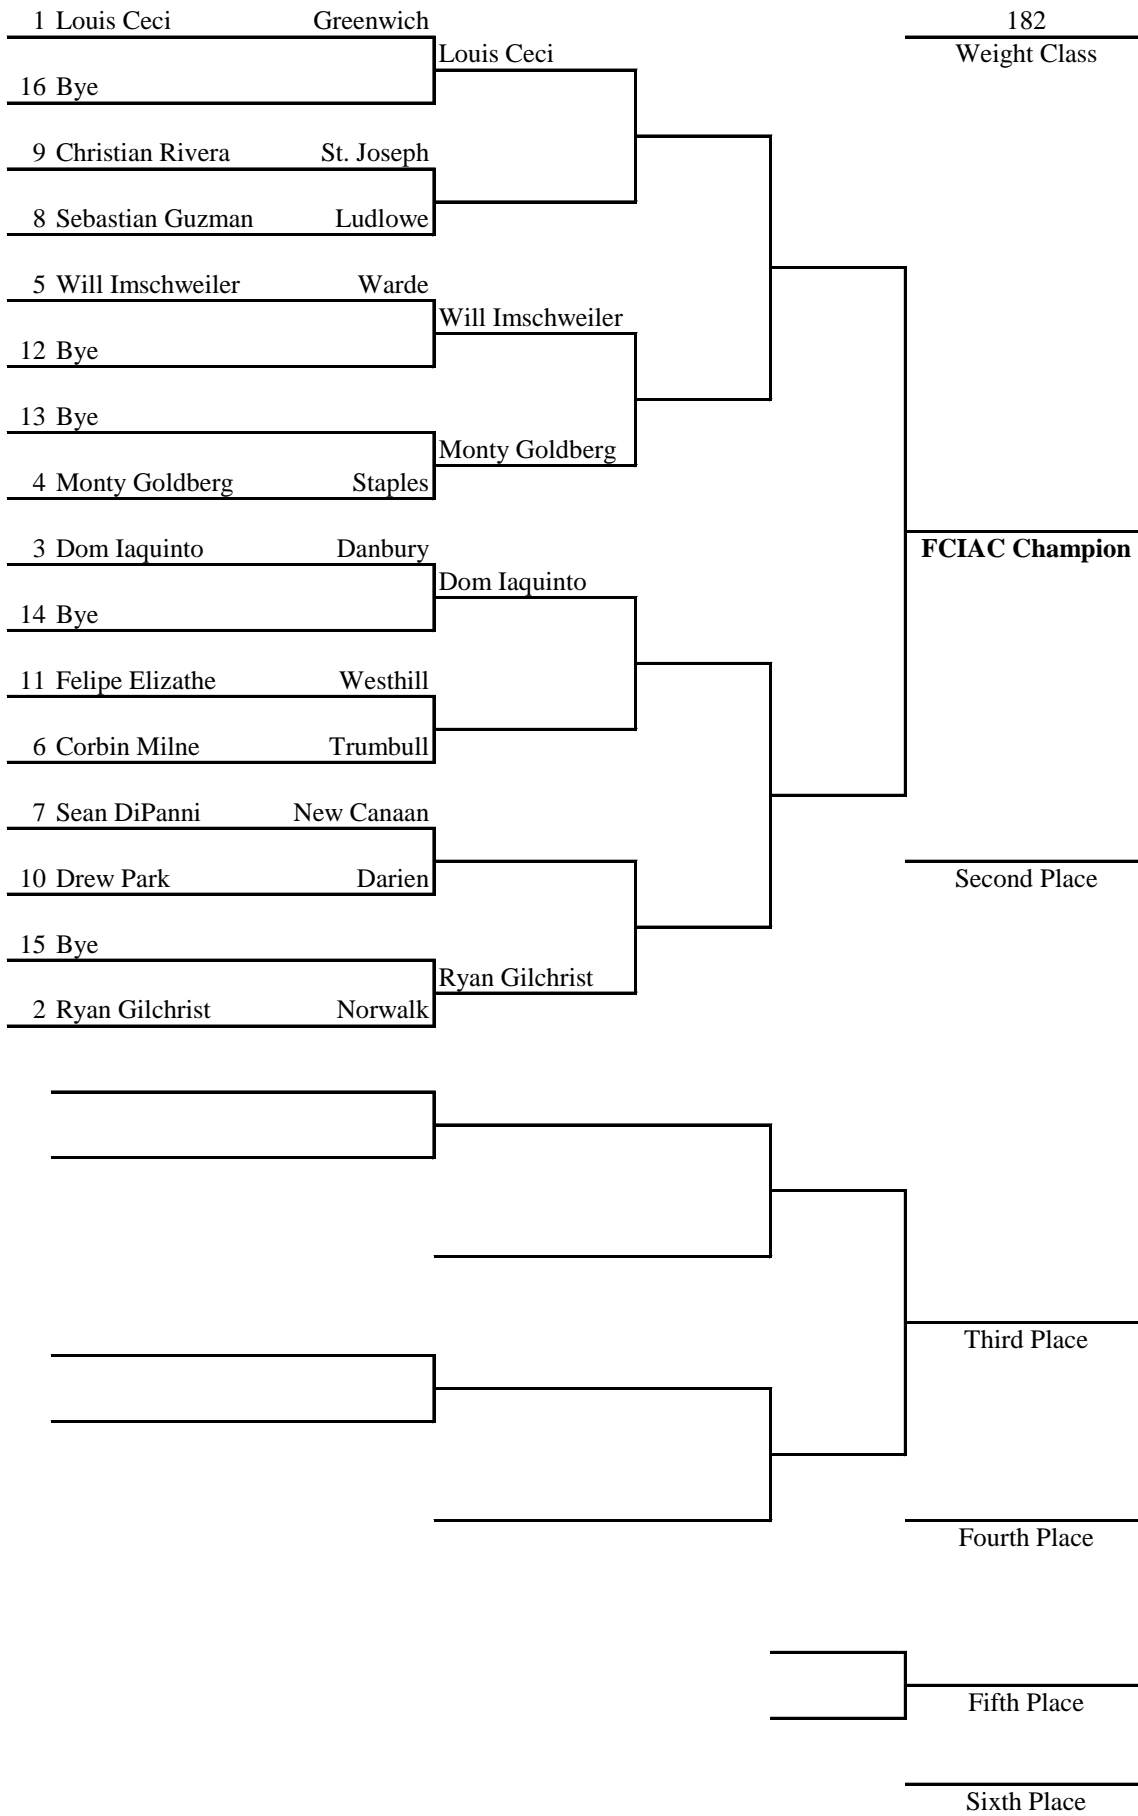 1 Louis Ceci Greenwich 182
Louis Ceci Weight Class
16 Bye
9 Christian Rivera St. Joseph
8 Sebastian Guzman Ludlowe
5 Will Imschweiler Warde
Will Imschweiler
12 Bye
13 Bye
Monty Goldberg
4 Monty Goldberg Staples
3 Dom Iaquinto Danbury FCIAC Champion
Dom Iaquinto
14 Bye
11 Felipe Elizathe Westhill
6 Corbin Milne Trumbull
7 Sean DiPanni New Canaan
10 Drew Park Darien Second Place
15 Bye
Ryan Gilchrist
2 Ryan Gilchrist Norwalk
Third Place
Fourth Place
Fifth Place
Sixth Place